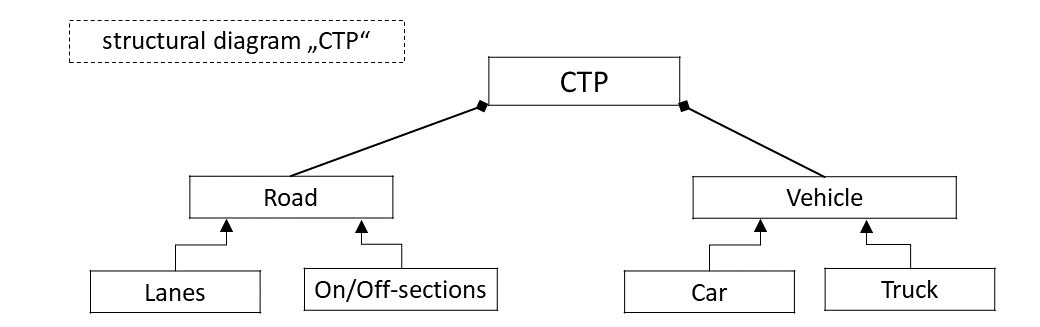 structural diagram „CTP“
CTP
Road
Vehicle
Lanes
On/Off-sections
Car
Truck